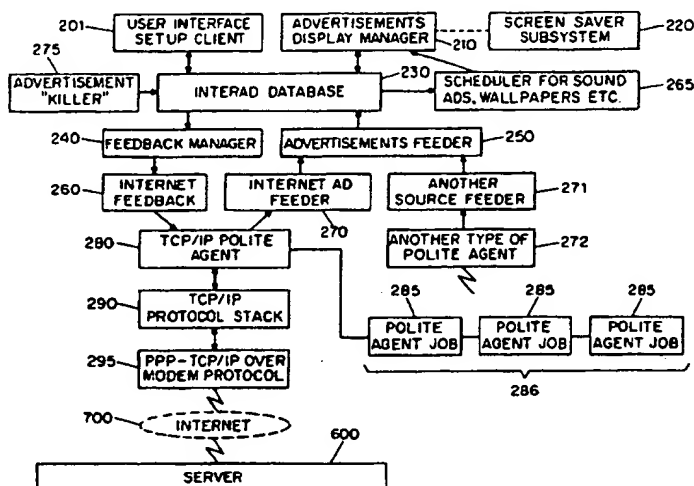 201
USER INTERFACE
SETUP CLIENT
ADVERTISEMENTS
DISPLAY MANAGER
210
SCREEN SAVER
SUBSYSTEM
220
275
ADVERTISEMENT
"KILLER"
230
INTERAD DATABASE
SCHEDULER FOR SOUND
ADS, WALLPAPERS ETC.
265
240
FEEDBACK MANAGER
ADVERTISEMENTS FEEDER
250
260
INTERNET
FEEDBACK
INTERNET AD
FEEDER
270
ANOTHER
SOURCE FEEDER
271
280
TCP/IP POLITE
AGENT
ANOTHER TYPE OF
POLITE AGENT
272
290
TCP/IP
PROTOCOL STACK
285
285
285
POLITE
AGENT JOB
POLITE
AGENT JOB
POLITE
AGENT JOB
286
295
PPP-TCP/IP OVER
MODEM PROTOCOL
700
INTERNET
600
SERVER